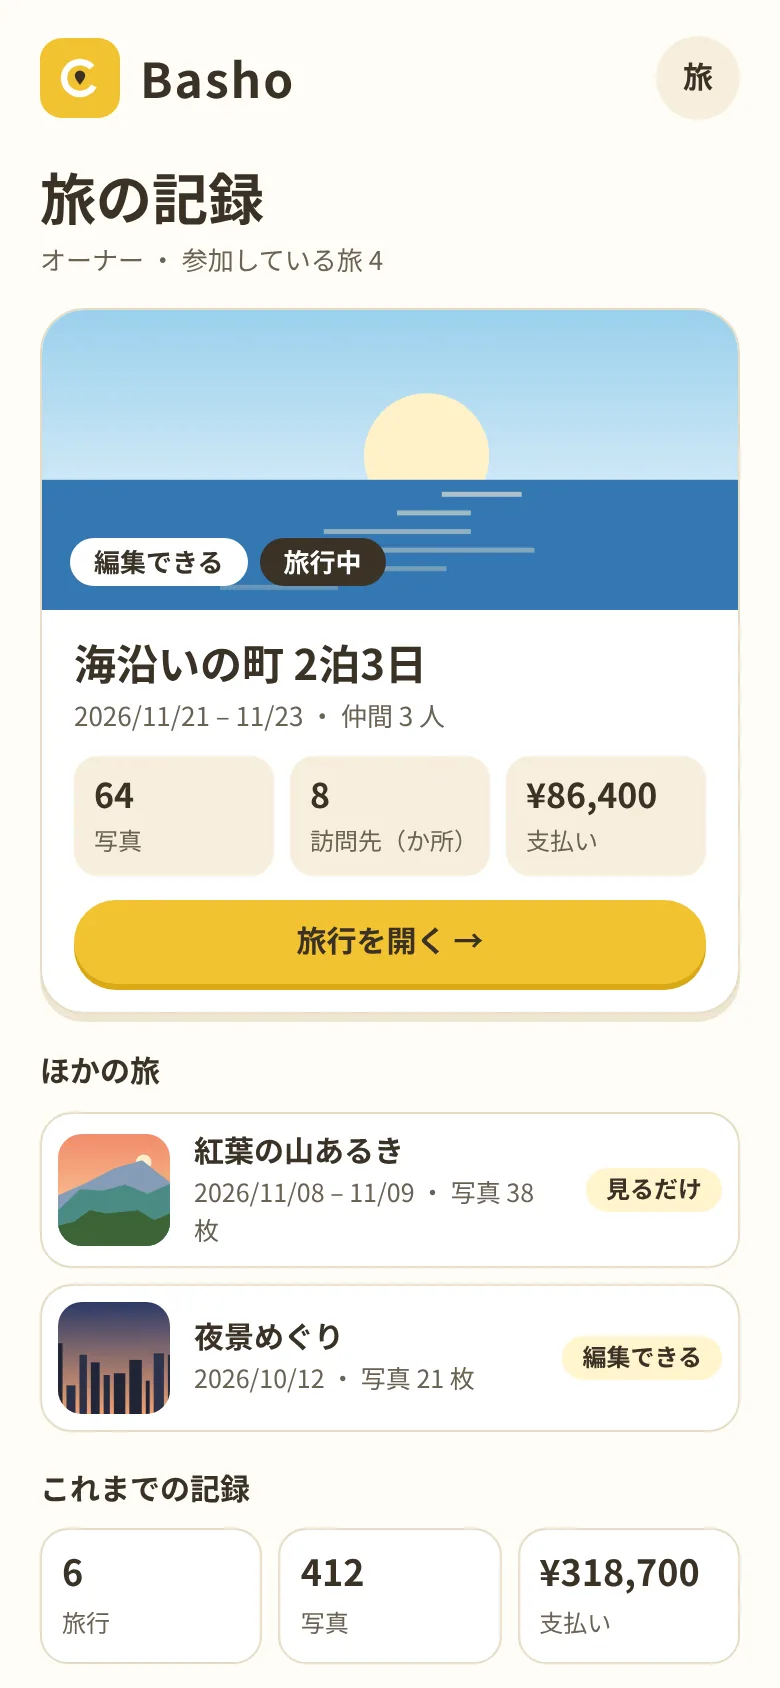 Basho
旅
旅の記録
オーナー ・ 参加している旅 4
編集できる
旅行中
海沿いの町 2泊3日
2026/11/21 – 11/23 ・ 仲間 3 人
64
写真
8
訪問先（か所）
¥86,400
支払い
旅行を開く →
ほかの旅
紅葉の山あるき
2026/11/08 – 11/09 ・ 写真 38
枚
見るだけ
夜景めぐり
2026/10/12 ・ 写真 21 枚
編集できる
これまでの記録
6
旅行
412
写真
¥318,700
支払い